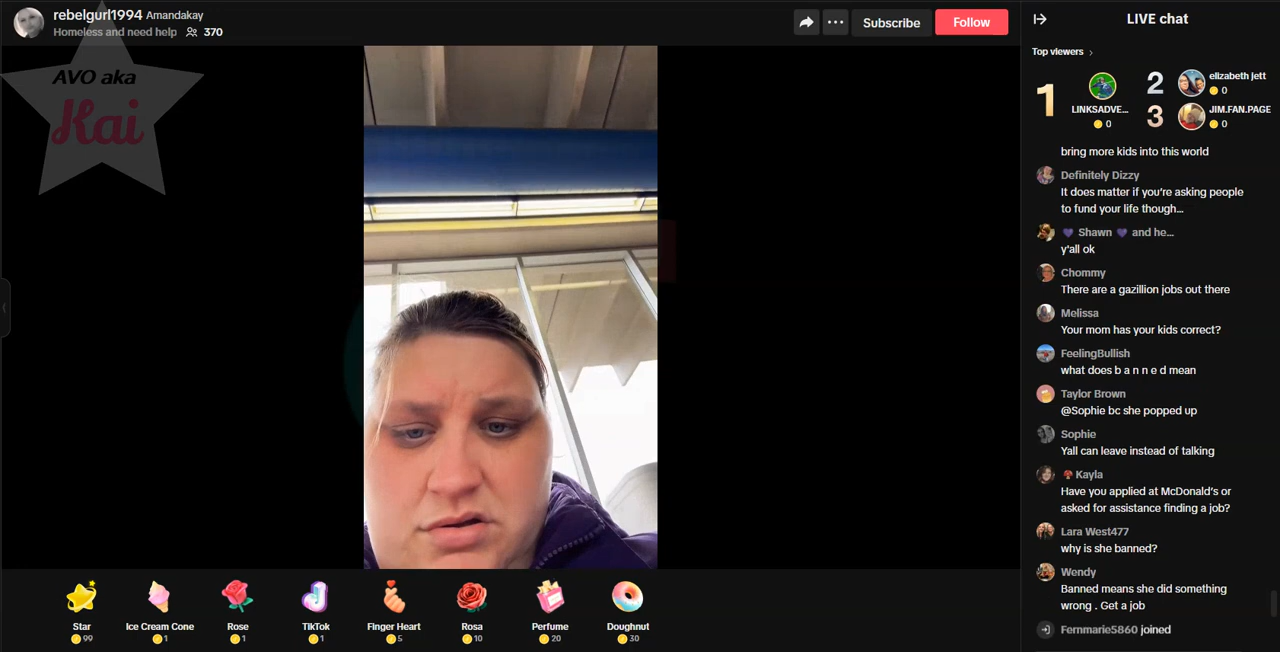 rebelgurl1994 Amandakay
Homeless and need help 370
Subscribe
Follow
AVO aka
Kai
Star
99
Ice Cream Cone
1
Rose
1
TikTok
1
Finger Heart
5
Rosa
10
Perfume
20
Doughnut
30
LIVE chat
Top viewers
1
LINKSADVE...
0
2
elizabeth jett
0
3
JIM.FAN.PAGE
0
bring more kids into this world
Definitely Dizzy
It does matter if you're asking people
to fund your life though...
Shawn and he...
y'all ok
Chommy
There are a gazillion jobs out there
Melissa
Your mom has your kids correct?
FeelingBullish
what does b a n n e d mean
Taylor Brown
@Sophie bc she popped up
Sophie
Yall can leave instead of talking
Kayla
Have you applied at McDonald's or
asked for assistance finding a job?
Lara West477
why is she banned?
Wendy
Banned means she did something
wrong . Get a job
Fernmarie5860 joined